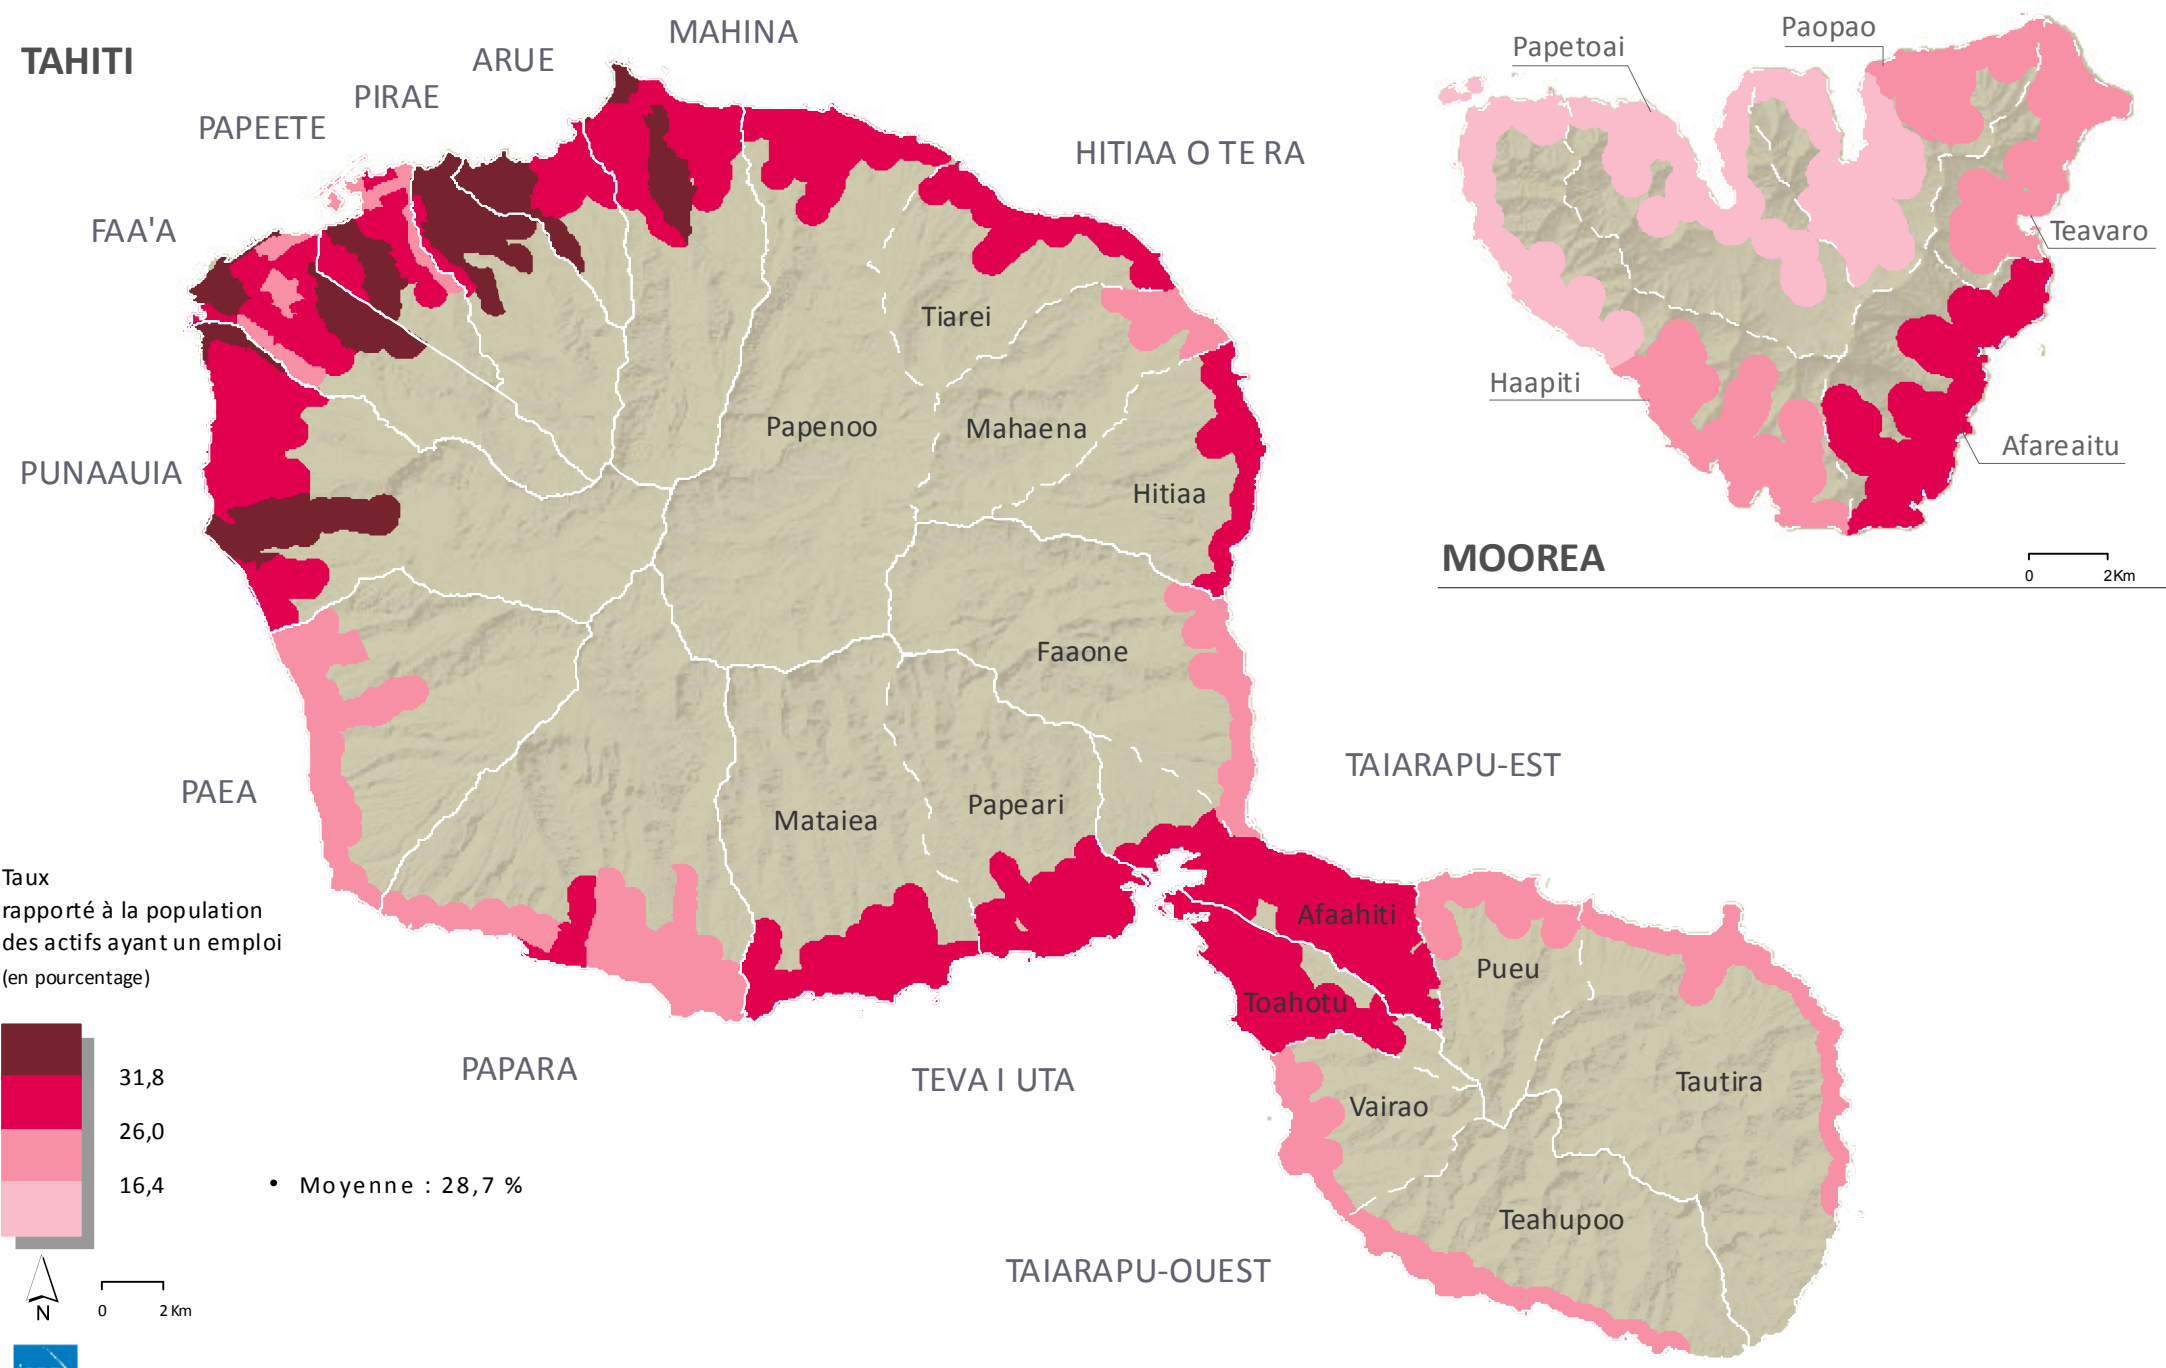 TAHITI
MAHINA
ARUE
PIRAE
PAPEETE
FAA'A
HITIAA O TE RA
PUNAAUIA
PAEA
PAPARA
TEVA I UTA
TAIARAPU-EST
TAIARAPU-OUEST
Tiarei
Papenoo
Mahaena
Hitiaa
Faaone
Mataiea
Papeari
Afaahiti
Toahotu
Pueu
Vairao
Tautira
Teahupoo
Papetoai
Paopao
Teavaro
Haapiti
Afareaitu
MOOREA
0 2Km
Taux
rapporté à la population
des actifs ayant un emploi
(en pourcentage)
31,8
26,0
16,4
• Moyenne : 28,7 %
N
0 2 Km